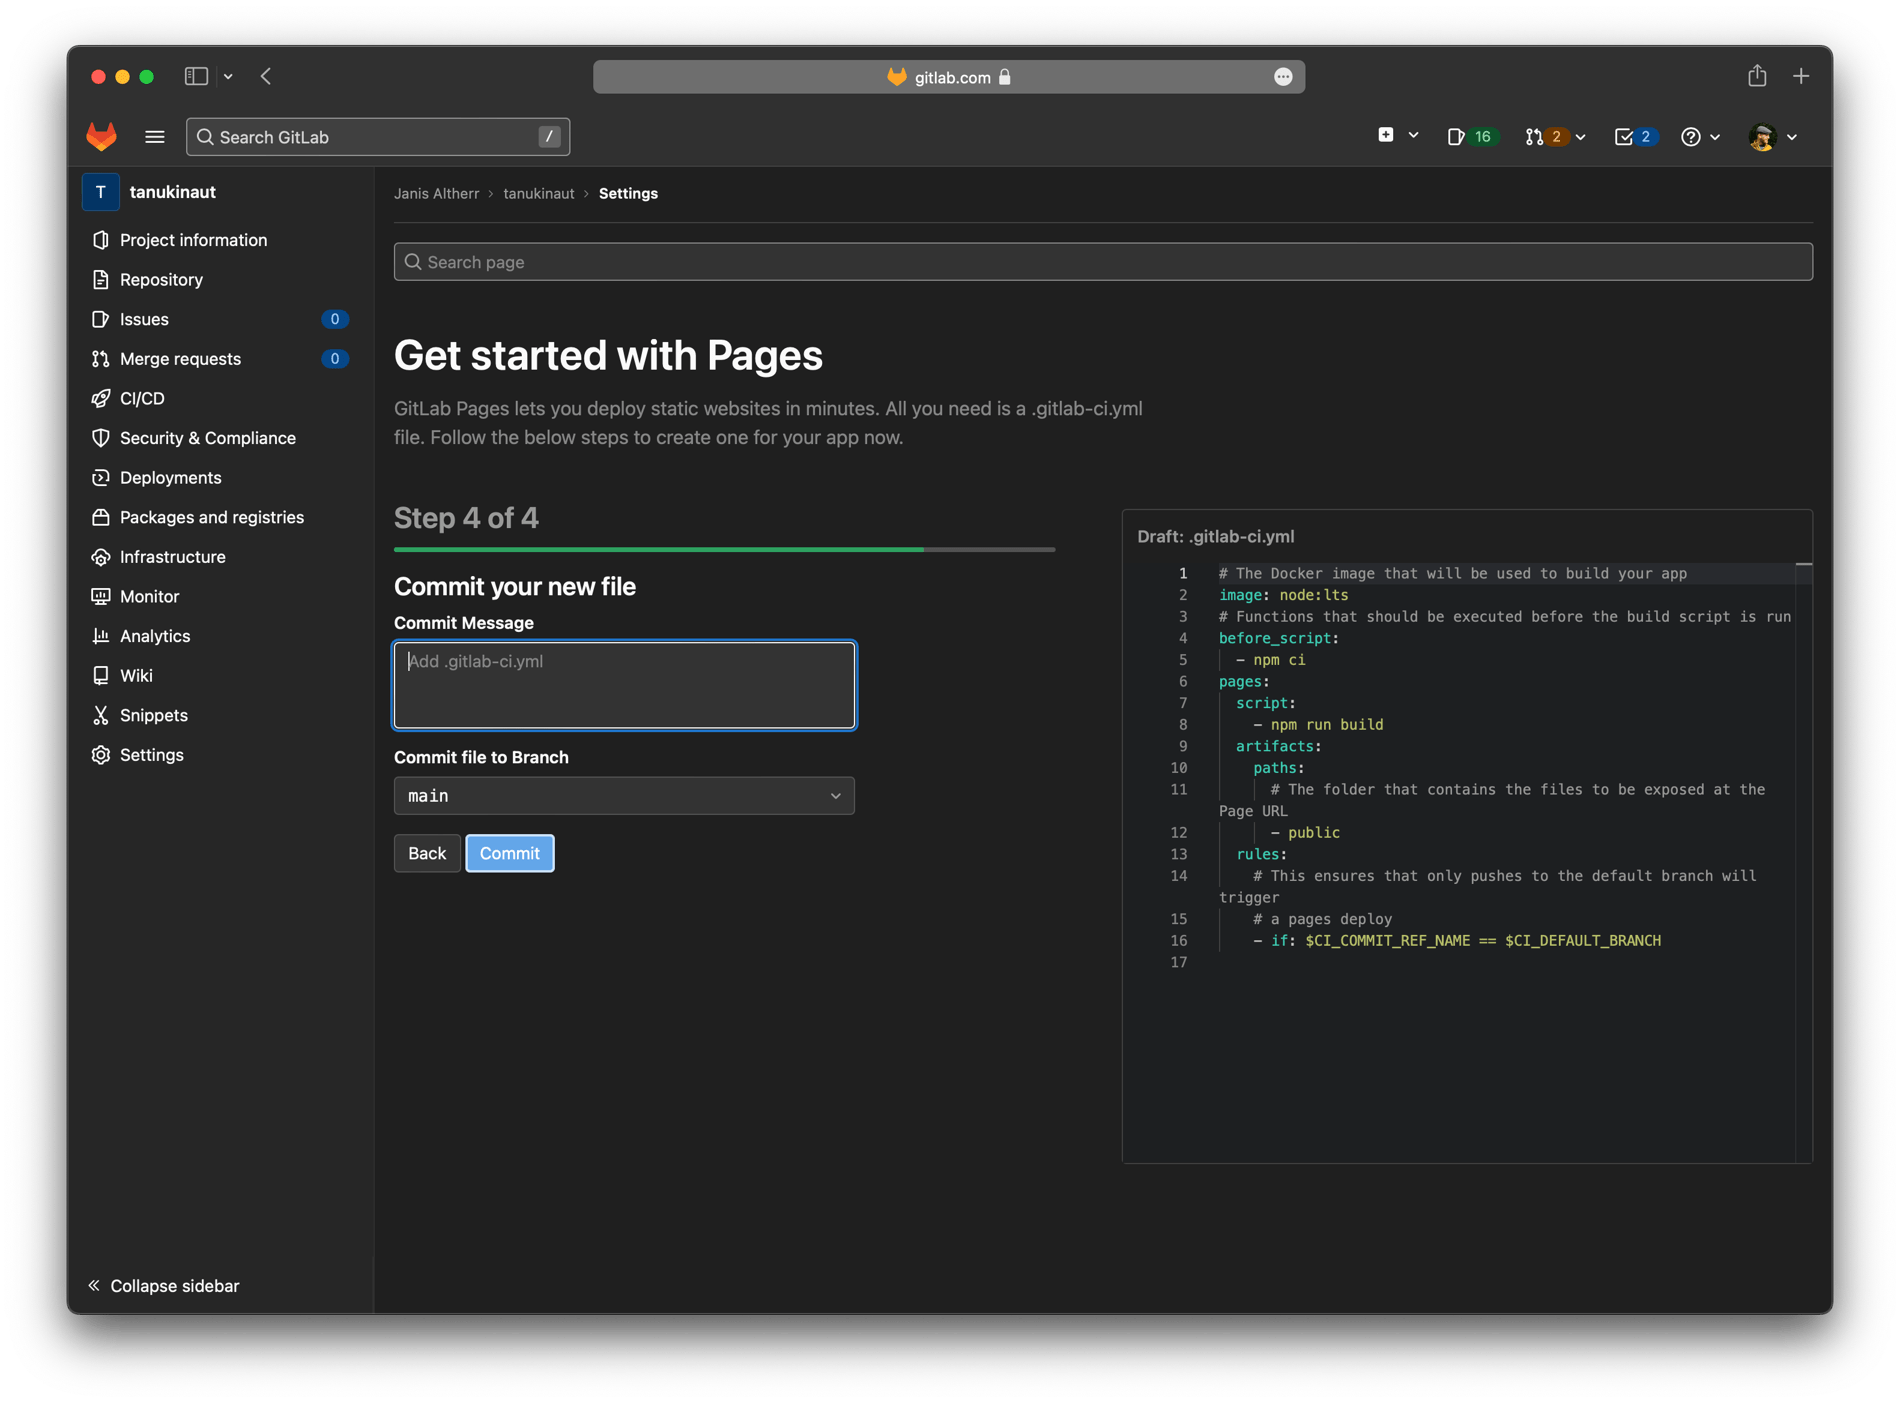 gitlab.com
Search GitLab /
16
2
2
T tanukinaut
Project information
Repository
Issues 0
Merge requests 0
CI/CD
Security & Compliance
Deployments
Packages and registries
Infrastructure
Monitor
Analytics
Wiki
Snippets
Settings
Collapse sidebar
Janis Altherr › tanukinaut › Settings
Search page
Get started with Pages
GitLab Pages lets you deploy static websites in minutes. All you need is a .gitlab-ci.yml
file. Follow the below steps to create one for your app now.
Step 4 of 4
Commit your new file
Commit Message
Add .gitlab-ci.yml
Commit file to Branch
main
Back Commit
Draft: .gitlab-ci.yml
1 # The Docker image that will be used to build your app
2 image: node:lts
3 # Functions that should be executed before the build script is run
4 before_script:
5 - npm ci
6 pages:
7 script:
8 - npm run build
9 artifacts:
10 paths:
11 # The folder that contains the files to be exposed at the
Page URL
12 - public
13 rules:
14 # This ensures that only pushes to the default branch will
trigger
15 # a pages deploy
16 - if: $CI_COMMIT_REF_NAME == $CI_DEFAULT_BRANCH
17